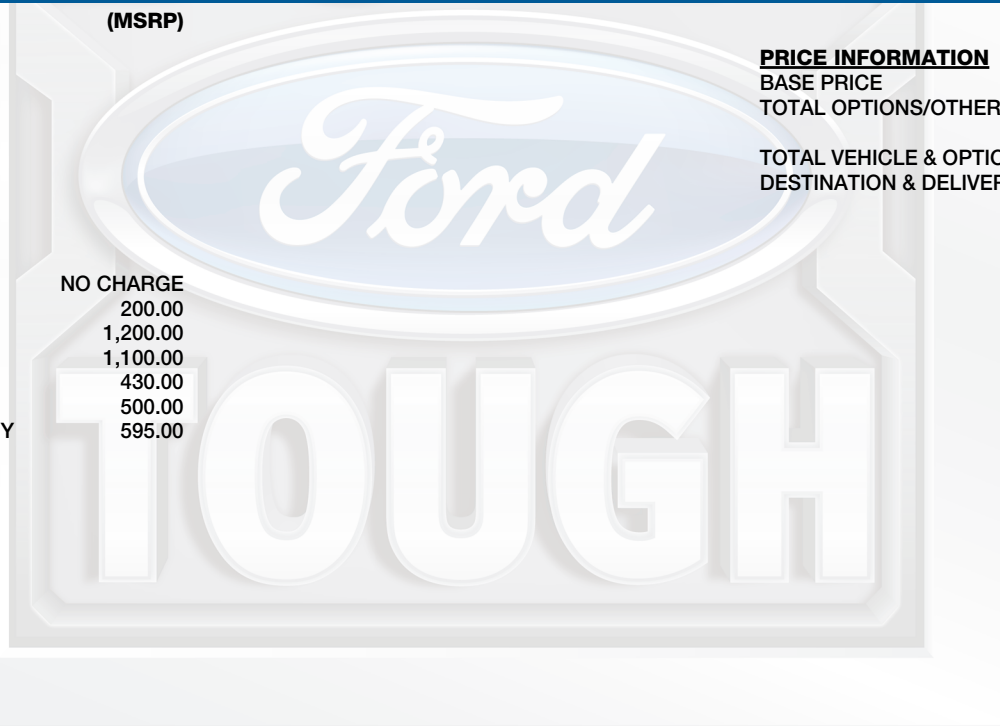 (MSRP)
PRICE INFORMATION
BASE PRICE
TOTAL OPTIONS/OTHER
TOTAL VEHICLE & OPTIO
DESTINATION & DELIVER
Ford
NO CHARGE
200.00
1,200.00
1,100.00
430.00
500.00
Y 595.00
TOUGH